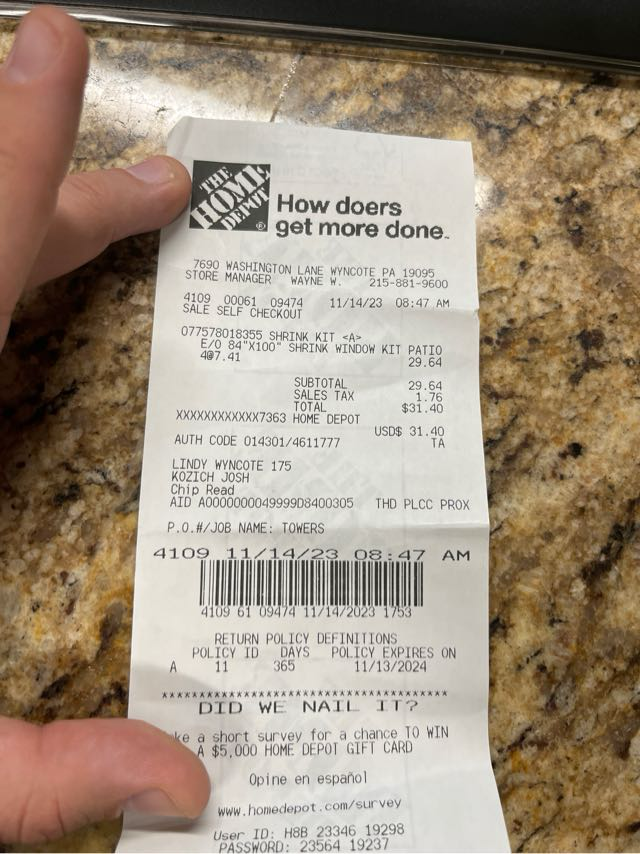 THE
HOME
DEPOT
®
How doers
get more done.
7690 WASHINGTON LANE WYNCOTE PA 19095
STORE MANAGER WAYNE W. 215-881-9600
4109 00061 09474 11/14/23 08:47 AM
SALE SELF CHECKOUT
077578018355 SHRINK KIT <A>
E/O 84"X100" SHRINK WINDOW KIT PATIO
4@7.41 29.64
SUBTOTAL 29.64
SALES TAX 1.76
TOTAL $31.40
XXXXXXXXXXXX7363 HOME DEPOT
USD$ 31.40
AUTH CODE 014301/4611777 TA
LINDY WYNCOTE 175
KOZICH JOSH
Chip Read
AID A0000000049999D8400305 THD PLCC PROX
P.O.#/JOB NAME: TOWERS
4109 11/14/23 08:47 AM
4109 61 09474 11/14/2023 1753
RETURN POLICY DEFINITIONS
POLICY ID DAYS POLICY EXPIRES ON
A 11 365 11/13/2024
****************************************
DID WE NAIL IT?
ke a short survey for a chance TO WIN
A $5,000 HOME DEPOT GIFT CARD
Opine en español
www.homedepot.com/survey
User ID: H8B 23346 19298
PASSWORD: 23564 19237